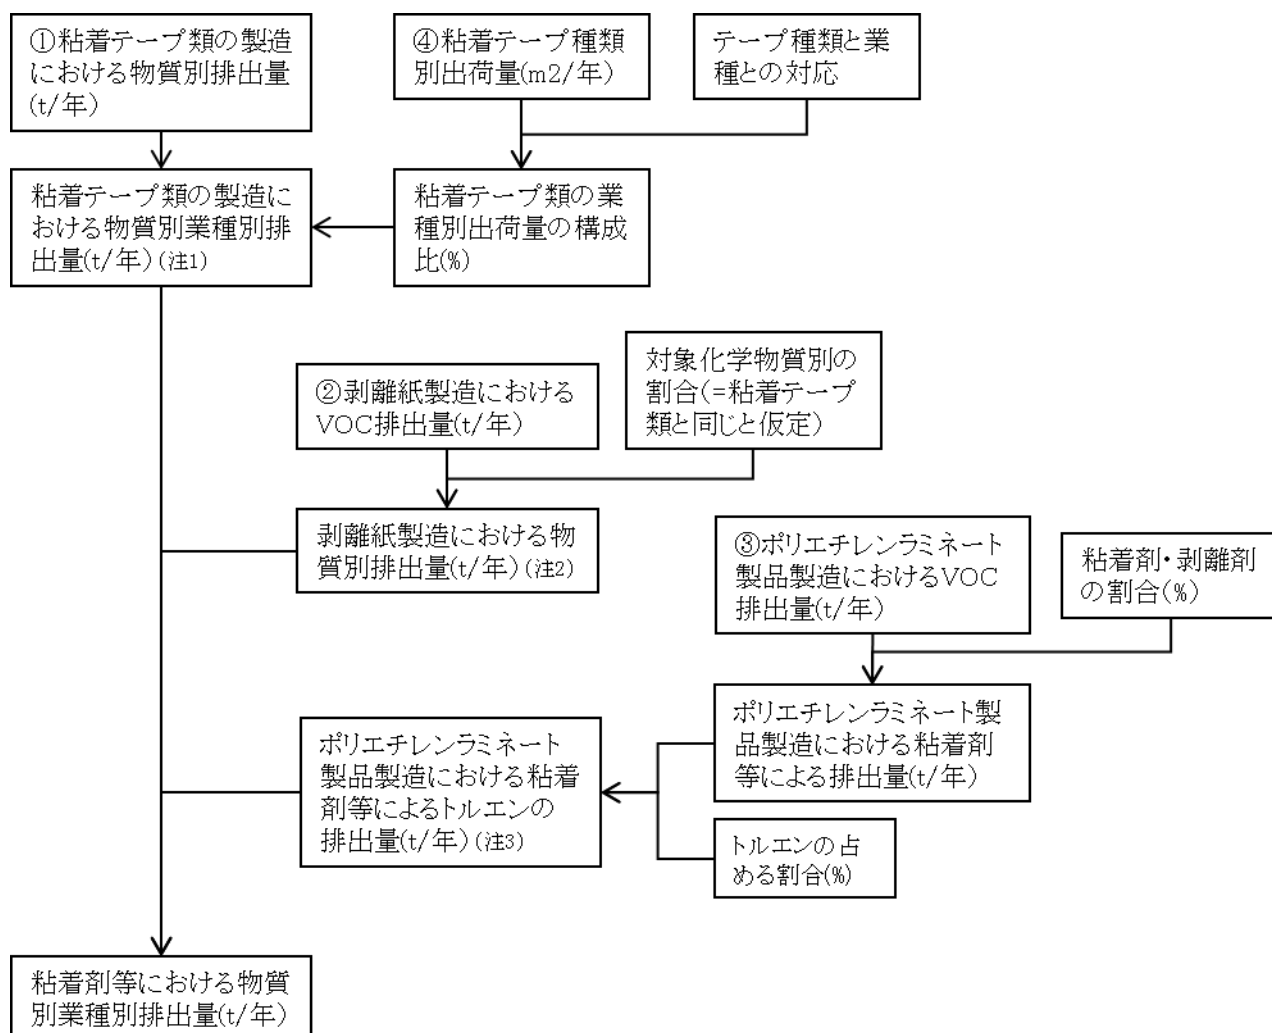 ①粘着テープ類の製造
における物質別排出量
(t/年)
④粘着テープ種類
別出荷量(m2/年)
テープ種類と業
種との対応
粘着テープ類の製造に
おける物質別業種別排
出量(t/年)(注1)
粘着テープ類の業
種別出荷量の構成
比(%)
②剥離紙製造における
VOC排出量(t/年)
対象化学物質別の
割合(=粘着テープ
類と同じと仮定)
剥離紙製造における物
質別排出量(t/年)(注2)
③ポリエチレンラミネート
製品製造におけるVOC
排出量(t/年)
粘着剤・剥離剤
の割合(%)
ポリエチレンラミネート
製品製造における粘着
剤等によるトルエンの
排出量(t/年)(注3)
ポリエチレンラミネート製
品製造における粘着剤
等による排出量(t/年)
トルエンの占
める割合(%)
粘着剤等における物質
別業種別排出量(t/年)